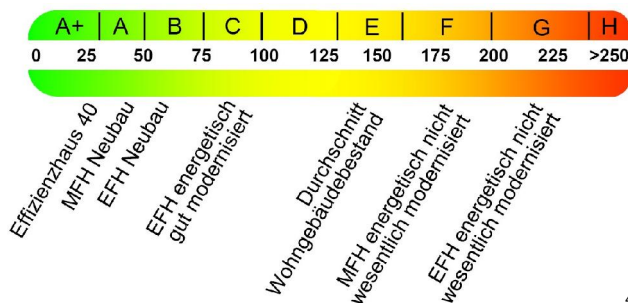 A+ A B C D E F G H
0 25 50 75 100 125 150 175 200 225 >250
Effizienzhaus 40
MFH Neubau
EFH Neubau
EFH energetisch
gut modernisiert
Durchschnitt
Wohngebäudebestand
MFH energetisch nicht
wesentlich modernisiert
EFH energetisch nicht
wesentlich modernisiert